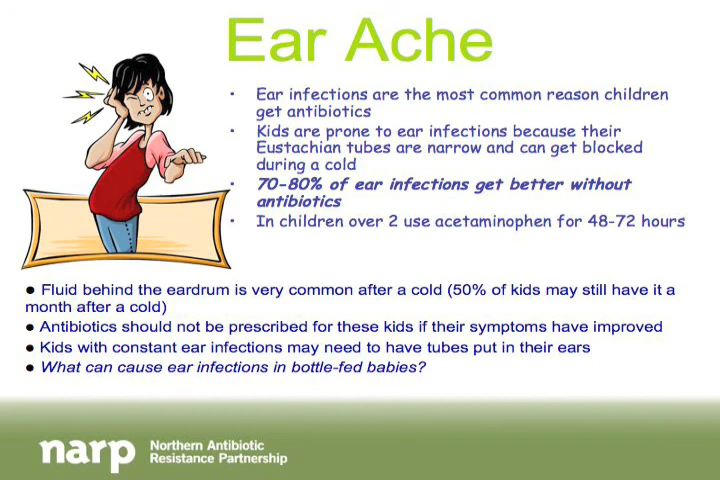 Ear Ache
• Ear infections are the most common reason children
get antibiotics
• Kids are prone to ear infections because their
Eustachian tubes are narrow and can get blocked
during a cold
• 70-80% of ear infections get better without
antibiotics
• In children over 2 use acetaminophen for 48-72 hours
● Fluid behind the eardrum is very common after a cold (50% of kids may still have it a
month after a cold)
● Antibiotics should not be prescribed for these kids if their symptoms have improved
● Kids with constant ear infections may need to have tubes put in their ears
● What can cause ear infections in bottle-fed babies?
narp
Northern Antibiotic
Resistance Partnership